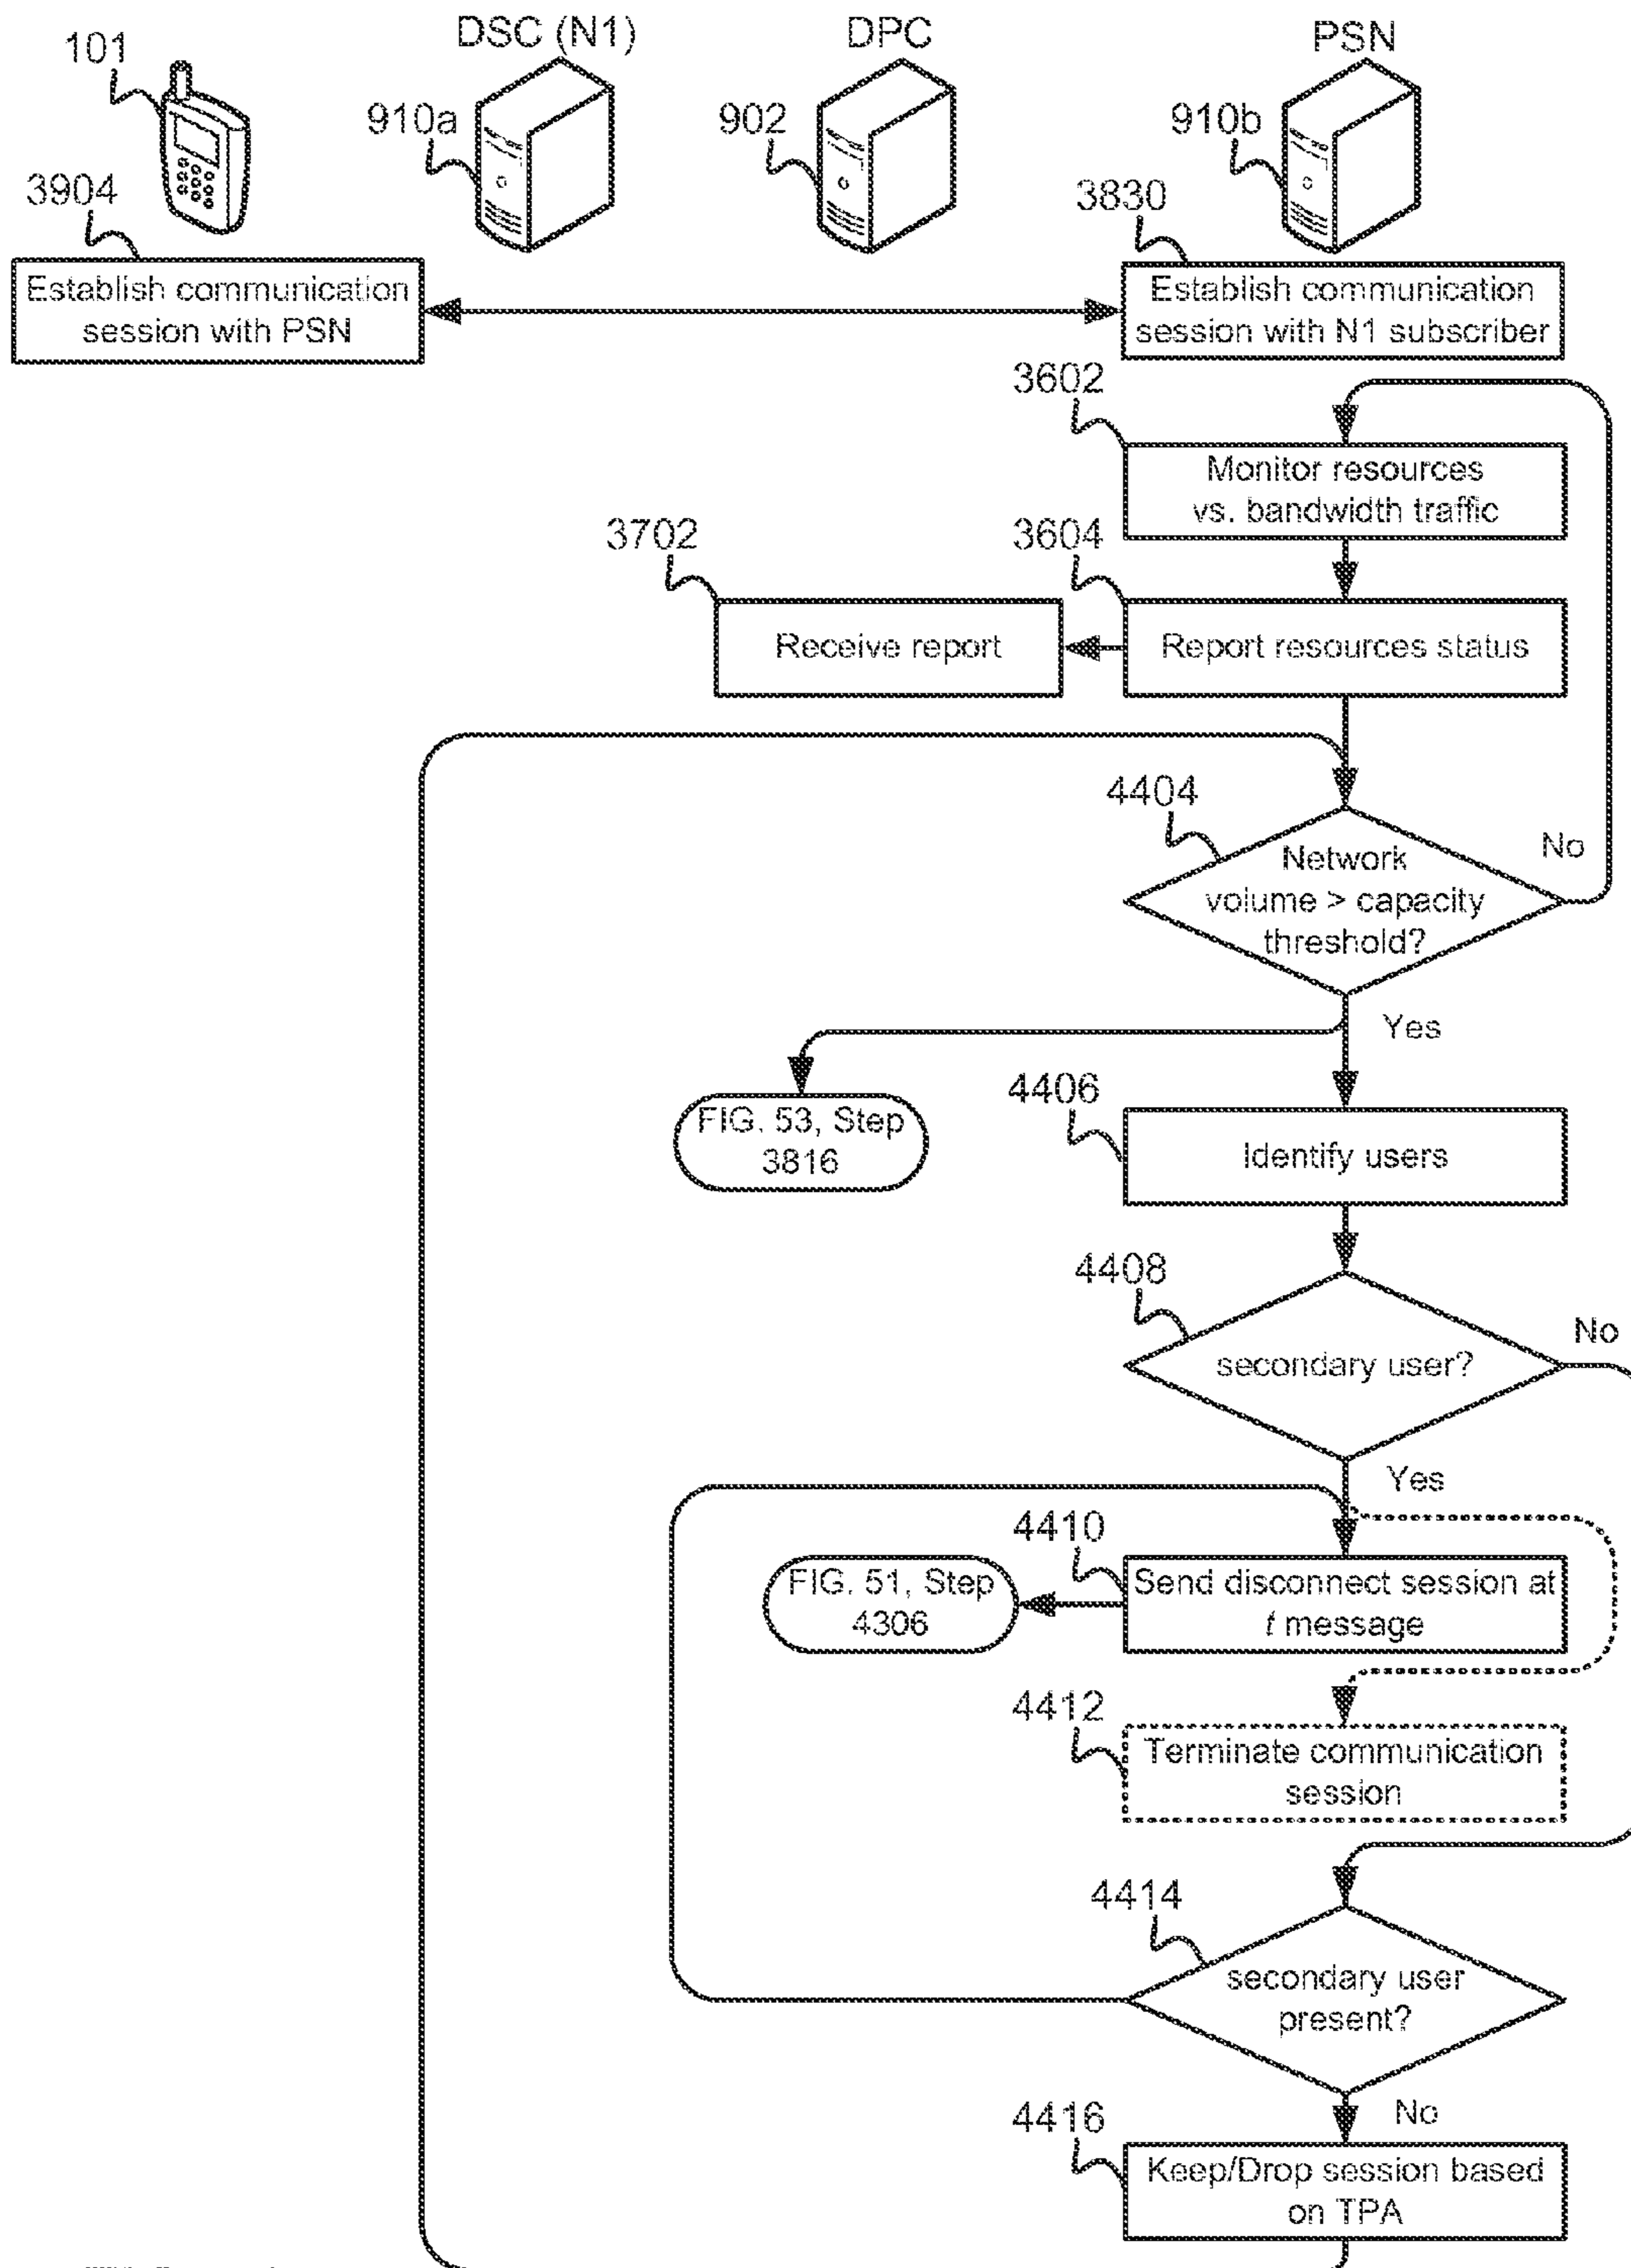 101
DSC (N1)
DPC
PSN
910a
902
910b
3904
3830
Establish communication
session with PSN
Establish communication
session with N1 subscriber
3602
Monitor resources
vs. bandwidth traffic
3702
3604
Receive report
Report resources status
4404
No
Network
volume > capacity
threshold?
Yes
FIG. 53, Step
3816
4406
Identify users
4408
No
secondary user?
Yes
4410
FIG. 51, Step
4306
Send disconnect session at
t message
4412
Terminate communication
session
4414
secondary user
present?
No
4416
Keep/Drop session based
on TPA